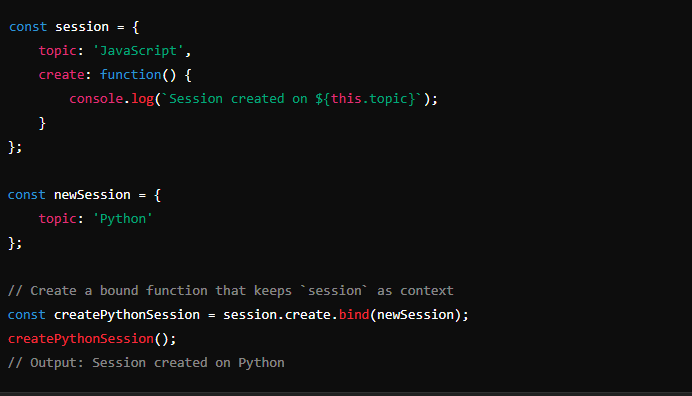 const session = {
    topic: 'JavaScript',
    create: function() {
        console.log(`Session created on ${this.topic}`);
    }
};

const newSession = {
    topic: 'Python'
};

// Create a bound function that keeps `session` as context
const createPythonSession = session.create.bind(newSession);
createPythonSession();
// Output: Session created on Python